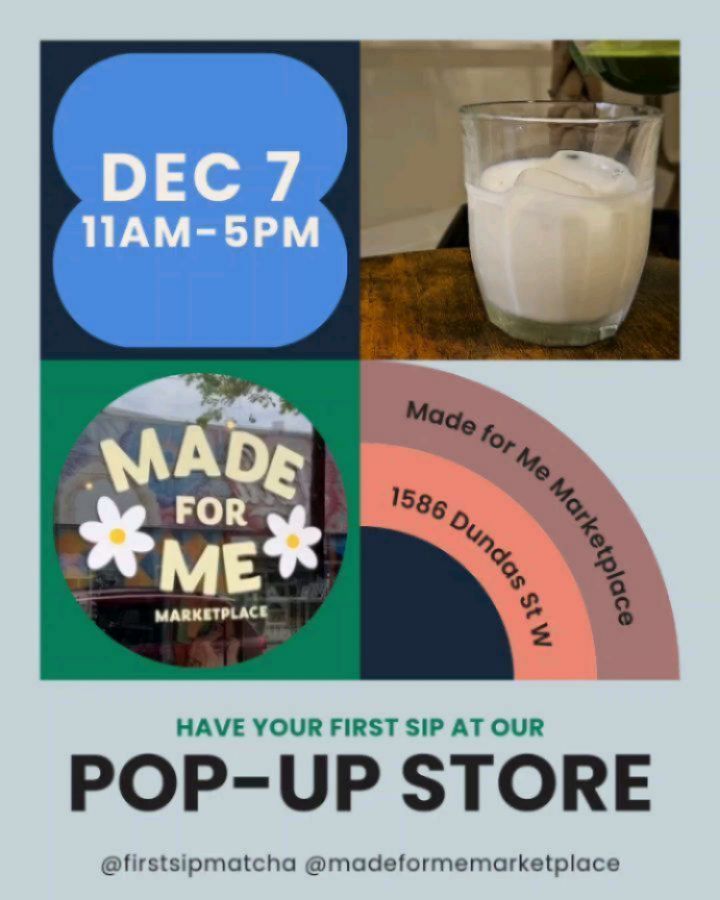 DEC 7
11AM-5PM
MADE
FOR
ME
MARKETPLACE
Made for Me Marketplace
1586 Dundas St W
HAVE YOUR FIRST SIP AT OUR
POP-UP STORE
@firstsipmatcha @madeformemarketplace